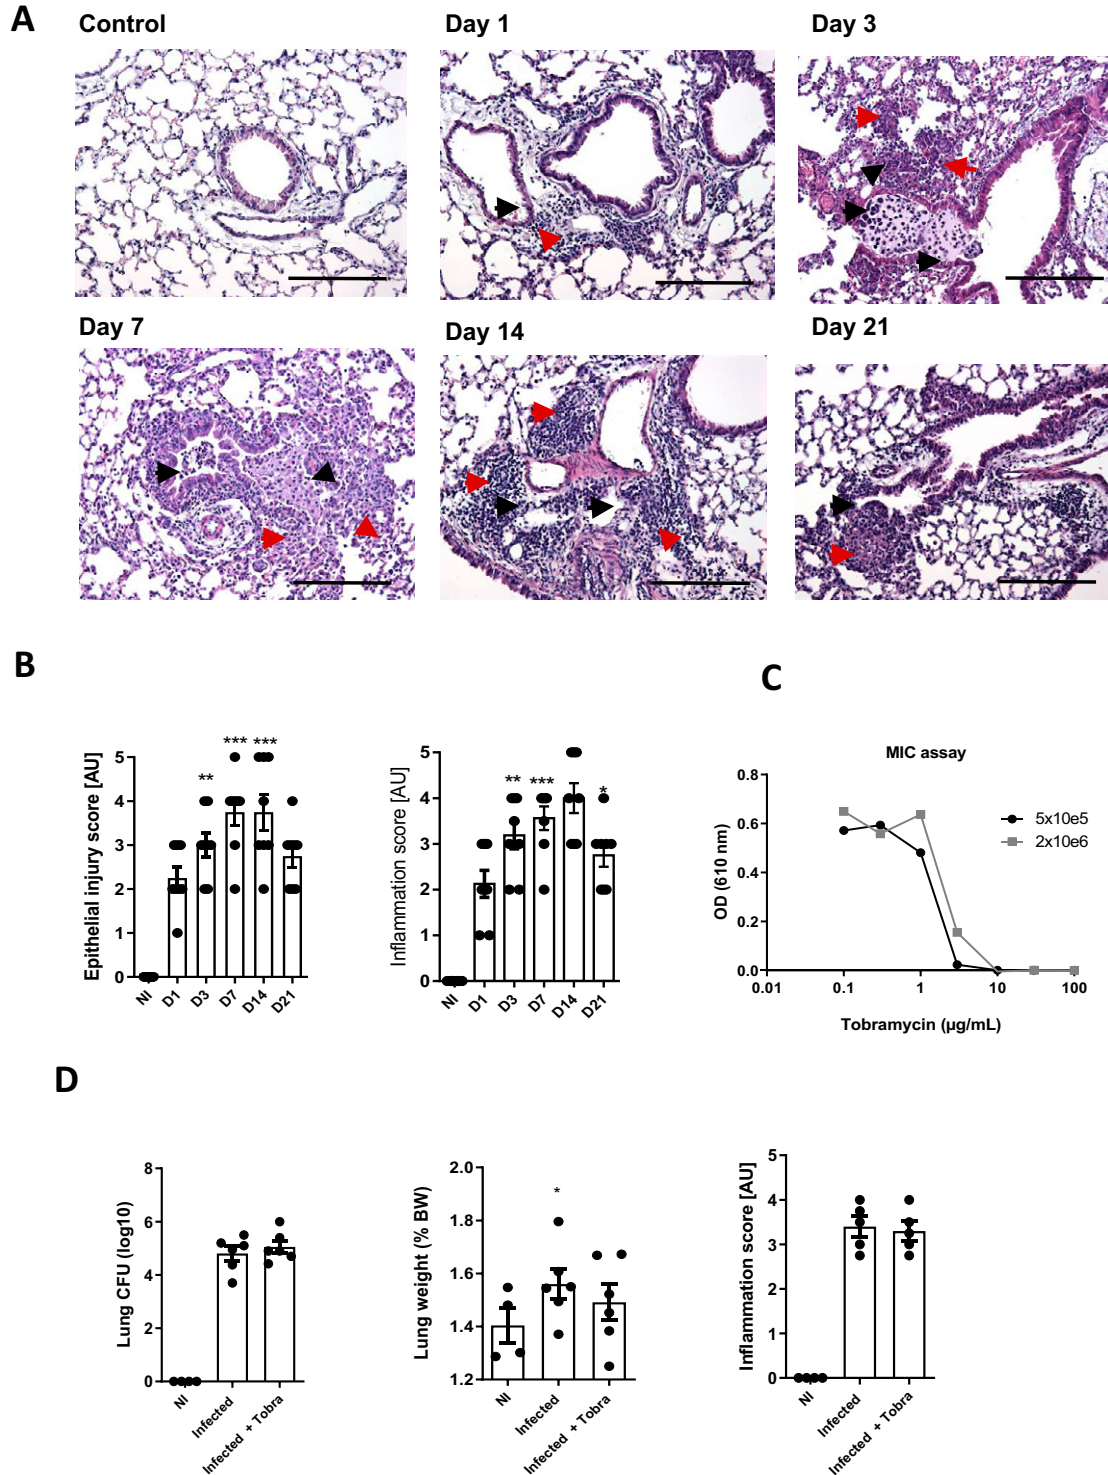 A
Control
Day 1
Day 3
Day 7
Day 14
Day 21
B
Epithelial injury score [AU]
5
4
3
2
1
0
** *** ***
NI D1 D3 D7 D14 D21
Inflammation score [AU]
5
4
3
2
1
0
** *** *
NI D1 D3 D7 D14 D21
C
MIC assay
OD (610 nm)
0.8
0.6
0.4
0.2
0.0
0.01 0.1 1 10 100
Tobramycin (µg/mL)
5x10e5
2x10e6
D
Lung CFU (log10)
8
6
4
2
0
NI Infected Infected + Tobra
Lung weight (% BW)
2.0
1.8
1.6
1.4
1.2
*
NI Infected Infected + Tobra
Inflammation score [AU]
5
4
3
2
1
0
NI Infected Infected + Tobra